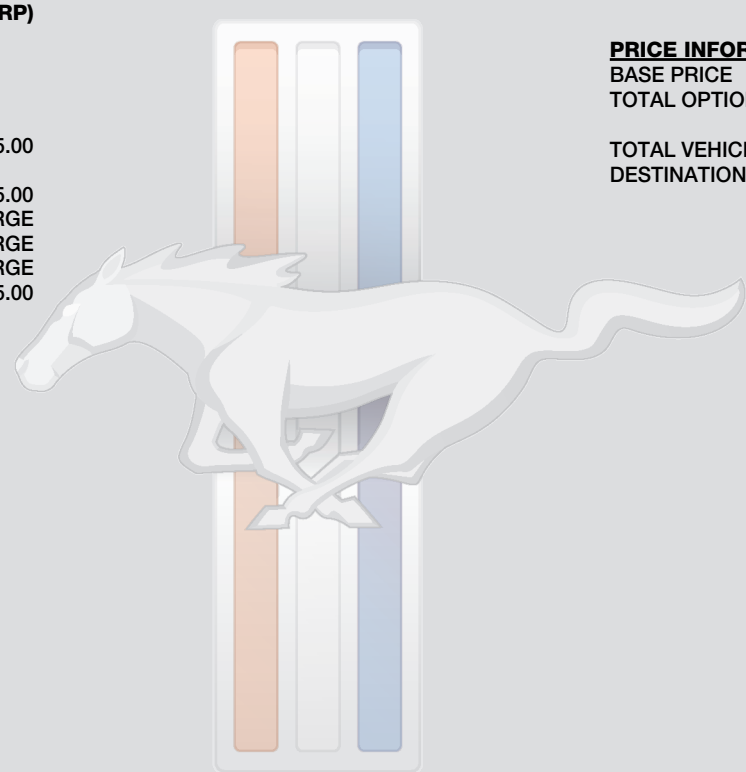 RP)
5.00
5.00
RGE
RGE
RGE
5.00
PRICE INFOR
BASE PRICE
TOTAL OPTIO
TOTAL VEHICL
DESTINATION